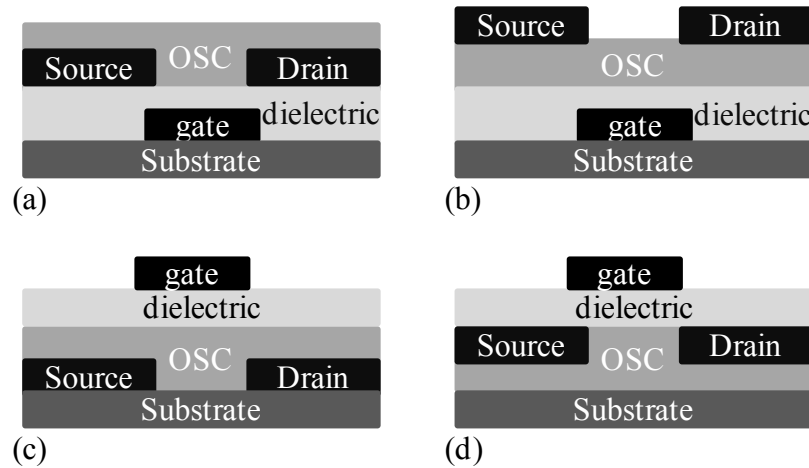 OSC
Source Drain
dielectric
gate
Substrate
(a)
Source Drain
OSC
dielectric
gate
Substrate
(b)
gate
dielectric
OSC
Source Drain
Substrate
(c)
gate
dielectric
Source OSC Drain
Substrate
(d)